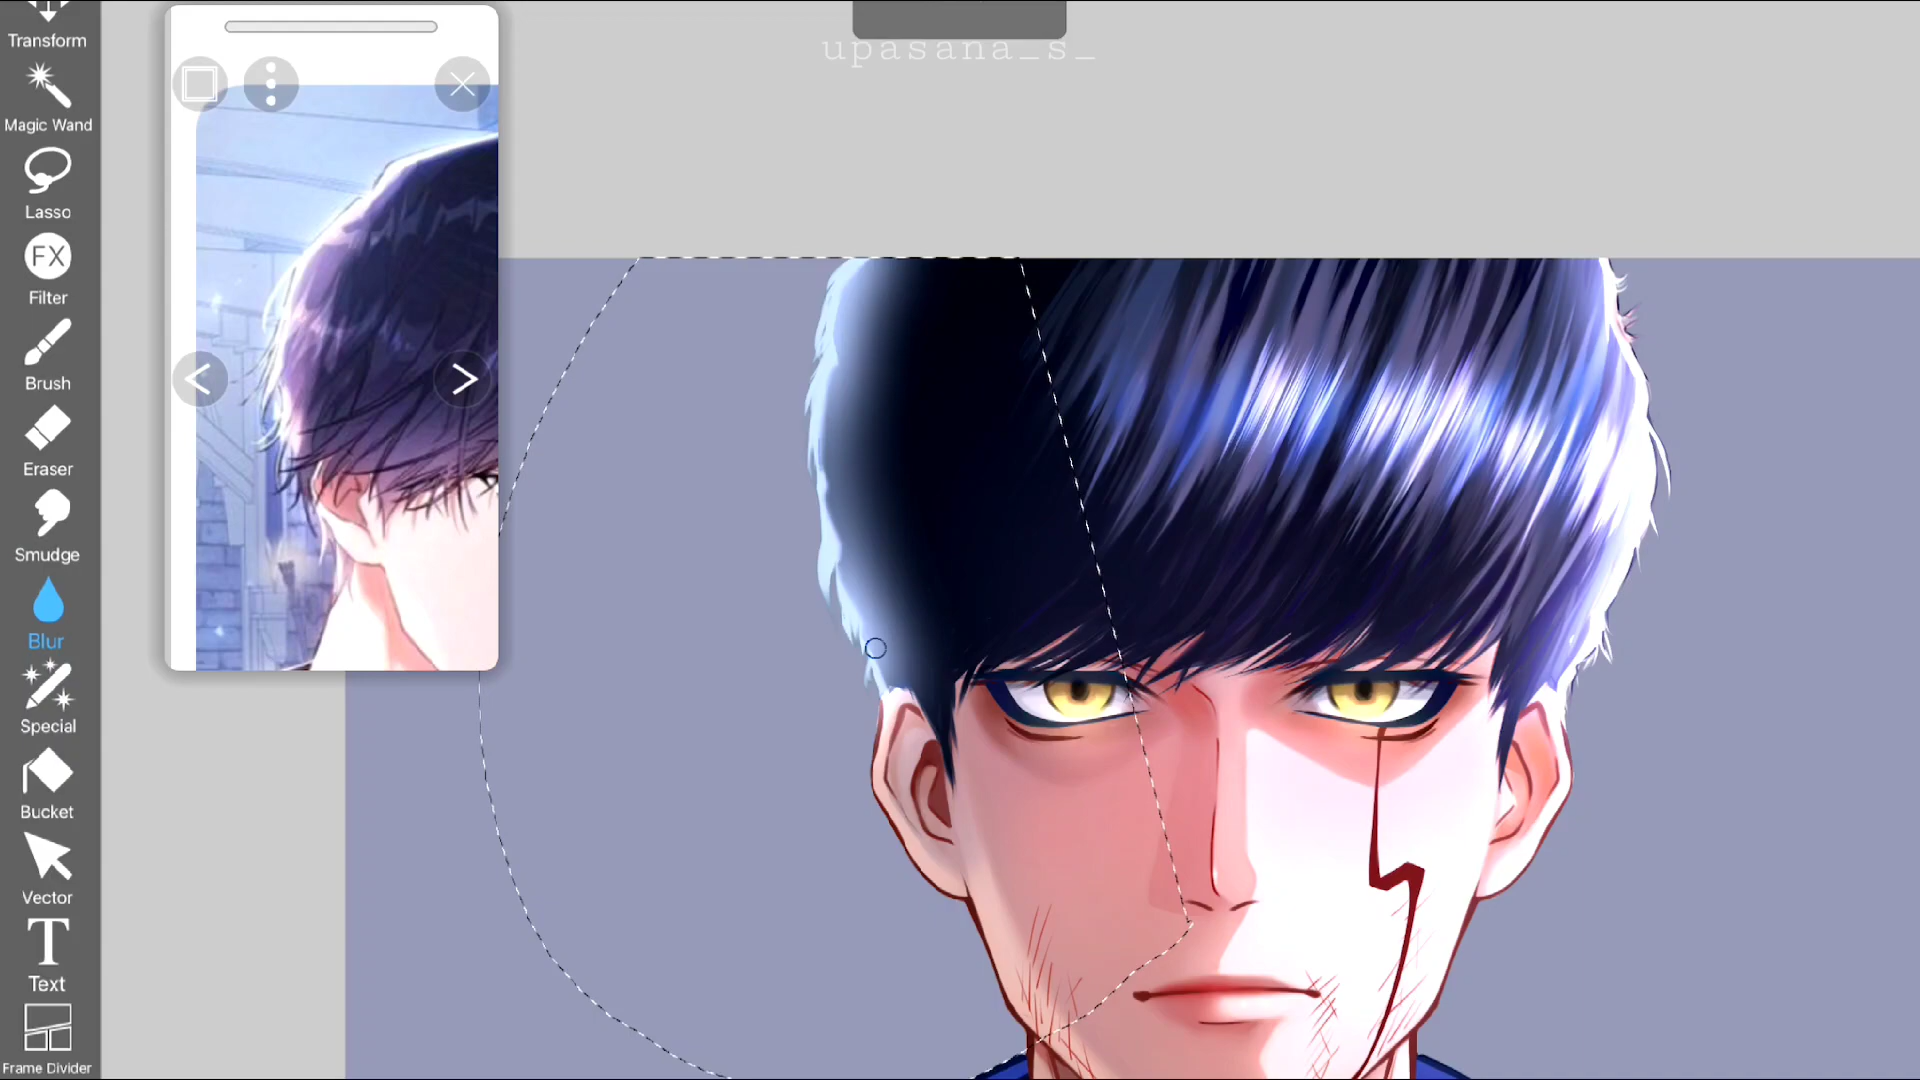 upasana_s_
Transform
Magic Wand
Lasso
FX
Filter
Brush
Eraser
Smudge
Blur
Special
Bucket
Vector
T
Text
Frame Divider